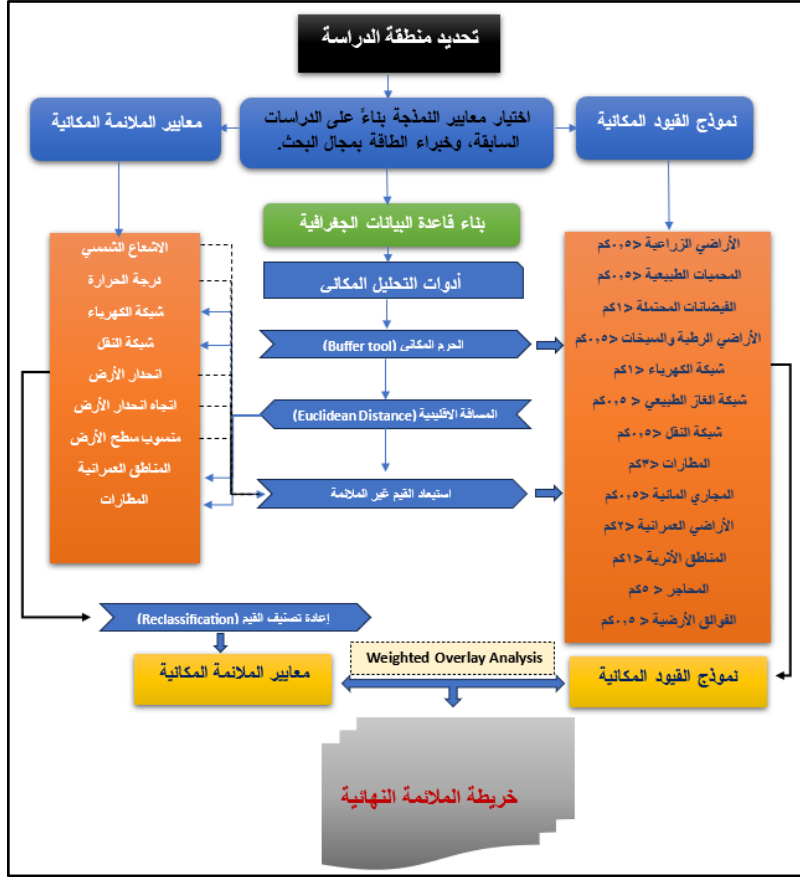 تحديد منطقة الدراسة
نموذج القيود المكانية
اختيار معايير النمذجة بناءً على الدراسات
السابقة، وخبراء الطاقة بمجال البحث.
معايير الملائمة المكانية
بناء قاعدة البيانات الجغرافية
أدوات التحليل المكانى
الحرم المكانى (Buffer tool)
المسافة الاقليدية (Euclidean Distance)
استبعاد القيم غير الملائمة
الأراضي الزراعية <٠,٥كم
المحميات الطبيعية <٠,٥كم
الفيضانات المحتملة <١كم
الأراضي الرطبة والسبخات <٠,٥كم
شبكة الكهرباء <١كم
شبكة الغاز الطبيعي <٠,٥كم
شبكة النقل <٠,٥كم
المطارات <٣كم
المجاري المائية <٠,٥كم
الأراضي العمرانية <٢كم
المناطق الأثرية <١كم
المحاجر <٥كم
الفوالق الأرضية <٠,٥كم
الاشعاع الشمسي
درجة الحرارة
شبكة الكهرباء
شبكة النقل
انحدار الأرض
اتجاه انحدار الأرض
منسوب سطح الأرض
المناطق العمرانية
المطارات
إعادة تصنيف القيم (Reclassification)
Weighted Overlay Analysis
نموذج القيود المكانية
معايير الملائمة المكانية
خريطة الملائمة النهائية